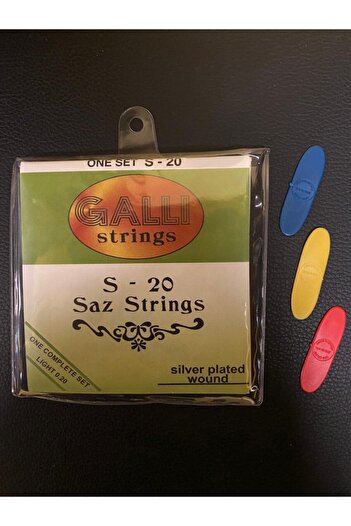 ONE SET S - 20
GALLI
strings
S - 20
Saz Strings
ONE COMPLETE SET
LIGHT 0.20
silver plated
wound